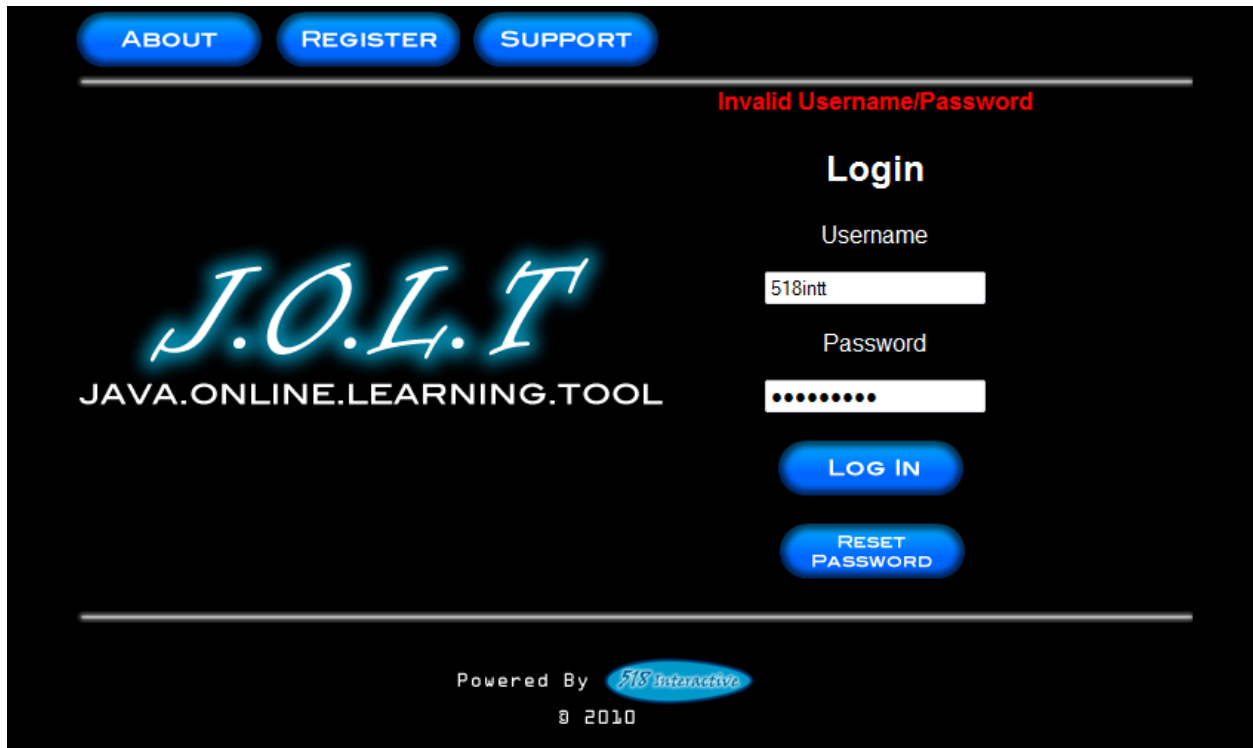 ABOUT REGISTER SUPPORT
Invalid Username/Password
Login
Username
518intt
Password
•••••••••
LOG IN
RESET
PASSWORD
J.O.L.T
JAVA.ONLINE.LEARNING.TOOL
Powered By 518 Interactive
© 2010